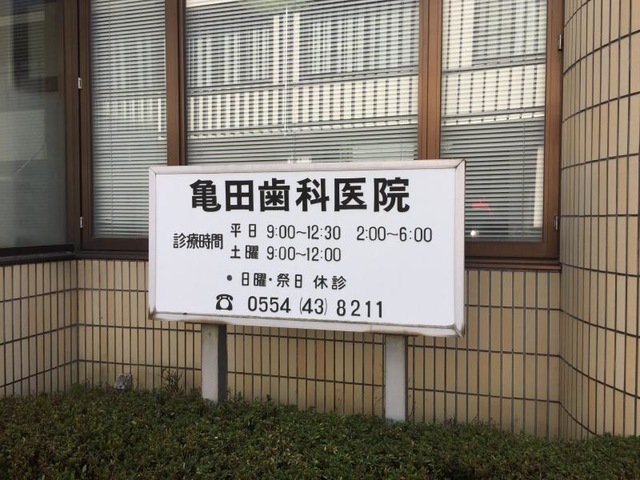 亀田歯科医院
診療時間 平日 9:00～12:30 2:00～6:00
土曜 9:00～12:00
• 日曜・祭日 休診
☎ 0554 (43) 8211